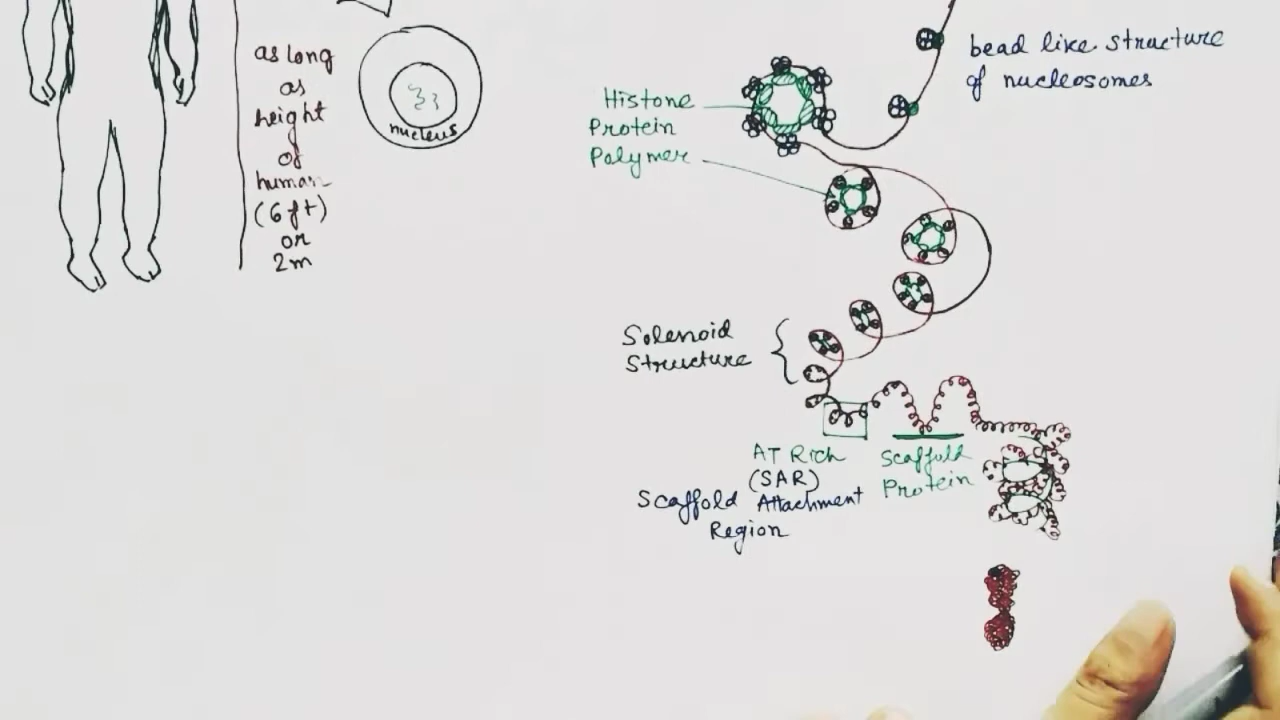 as long
as
height
of
human
(6 ft)
or
2m
nucleus
bead like structure
of nucleosomes
Histone
Protein
Polymer
Solenoid
Structure
AT Rich
(SAR)
Scaffold Attachment
Region
Scaffold
Protein